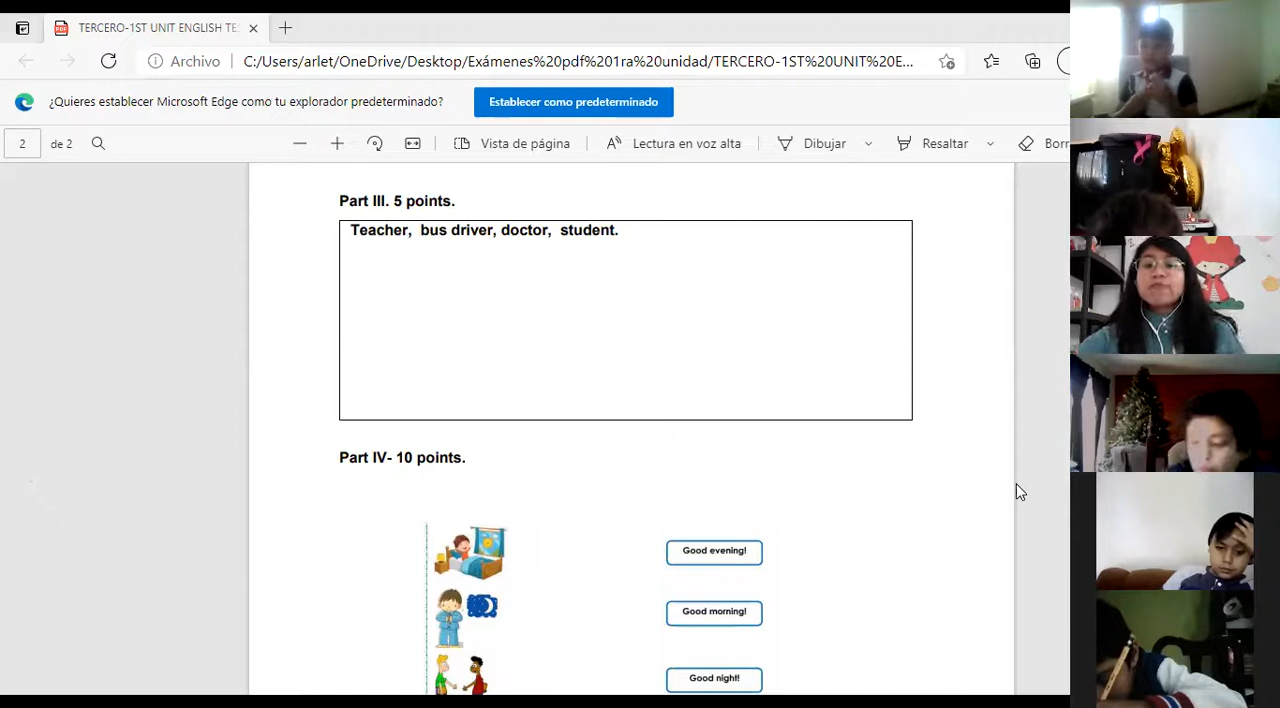 TERCERO-1ST UNIT ENGLISH TE
Archivo
C:/Users/arlet/OneDrive/Desktop/Exámenes%20pdf%201ra%20unidad/TERCERO-1ST%20UNIT%20E...
¿Quieres establecer Microsoft Edge como tu explorador predeterminado?
Establecer como predeterminado
2 de 2
Vista de página
Lectura en voz alta
Dibujar
Resaltar
Borr
Part III. 5 points.
Teacher, bus driver, doctor, student.
Part IV- 10 points.
Good evening!
Good morning!
Good night!